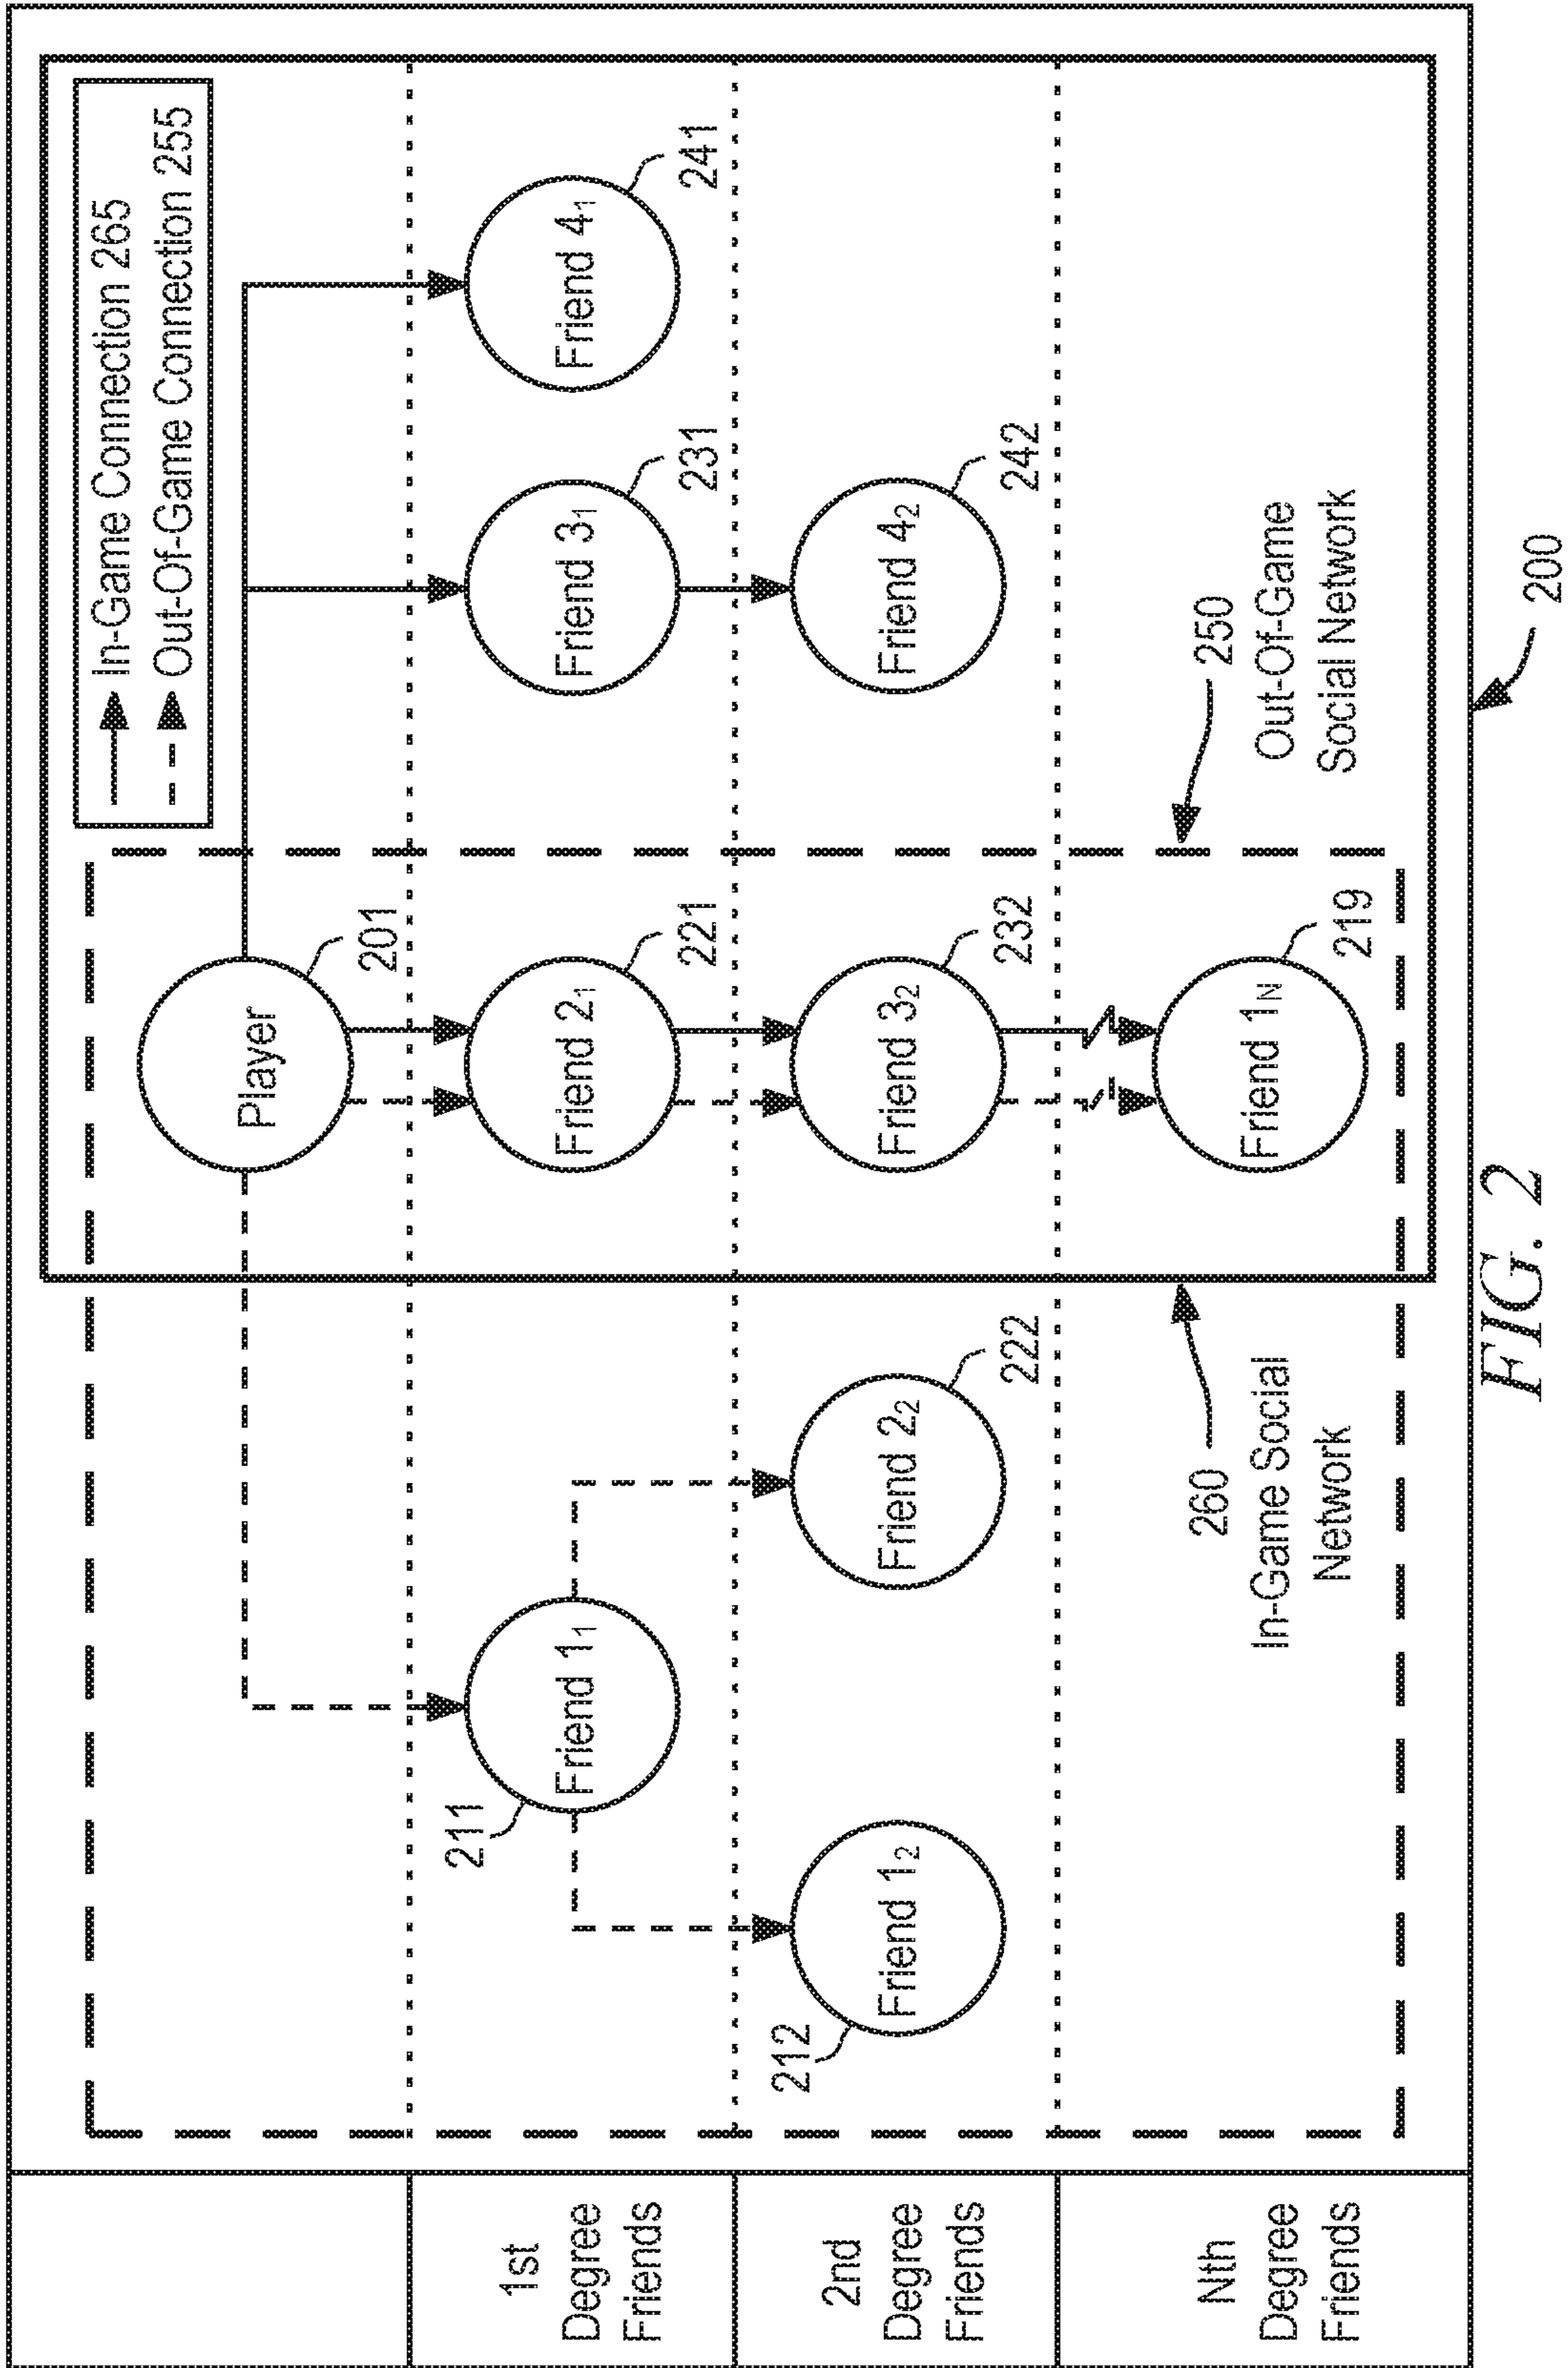 In-Game Connection 265
Out-Of-Game Connection 255
Player
201
1st
Degree
Friends
211
Friend 1₁
Friend 2₁
221
Friend 3₁
231
Friend 4₁
241
2nd
Degree
Friends
212
Friend 1₂
Friend 2₂
222
Friend 3₂
232
Friend 4₂
242
Nth
Degree
Friends
260
In-Game Social
Network
Friend 1N
219
250
Out-Of-Game
Social Network
200
FIG. 2